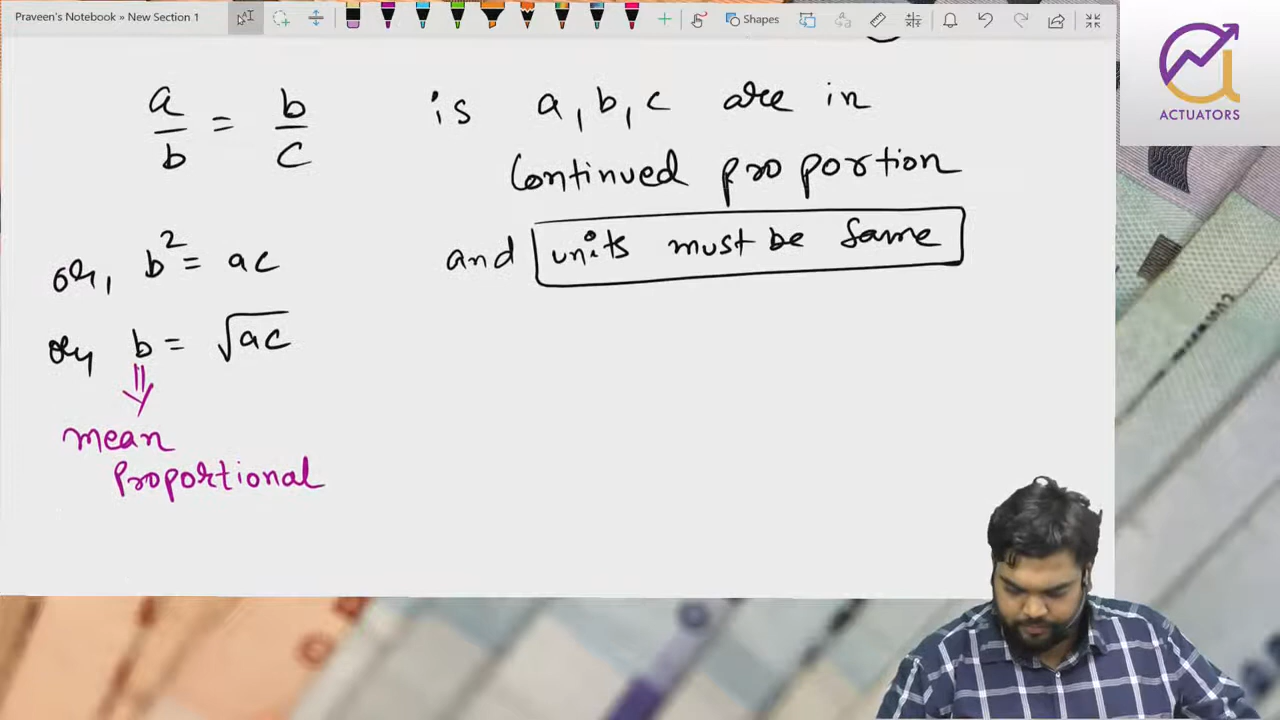 Praveen's Notebook » New Section 1
Shapes
ACTUATORS
a/b = b/c
is a, b, c are in
Continued proportion
and units must be same
or, b² = ac
or, b = √ac
mean
Proportional